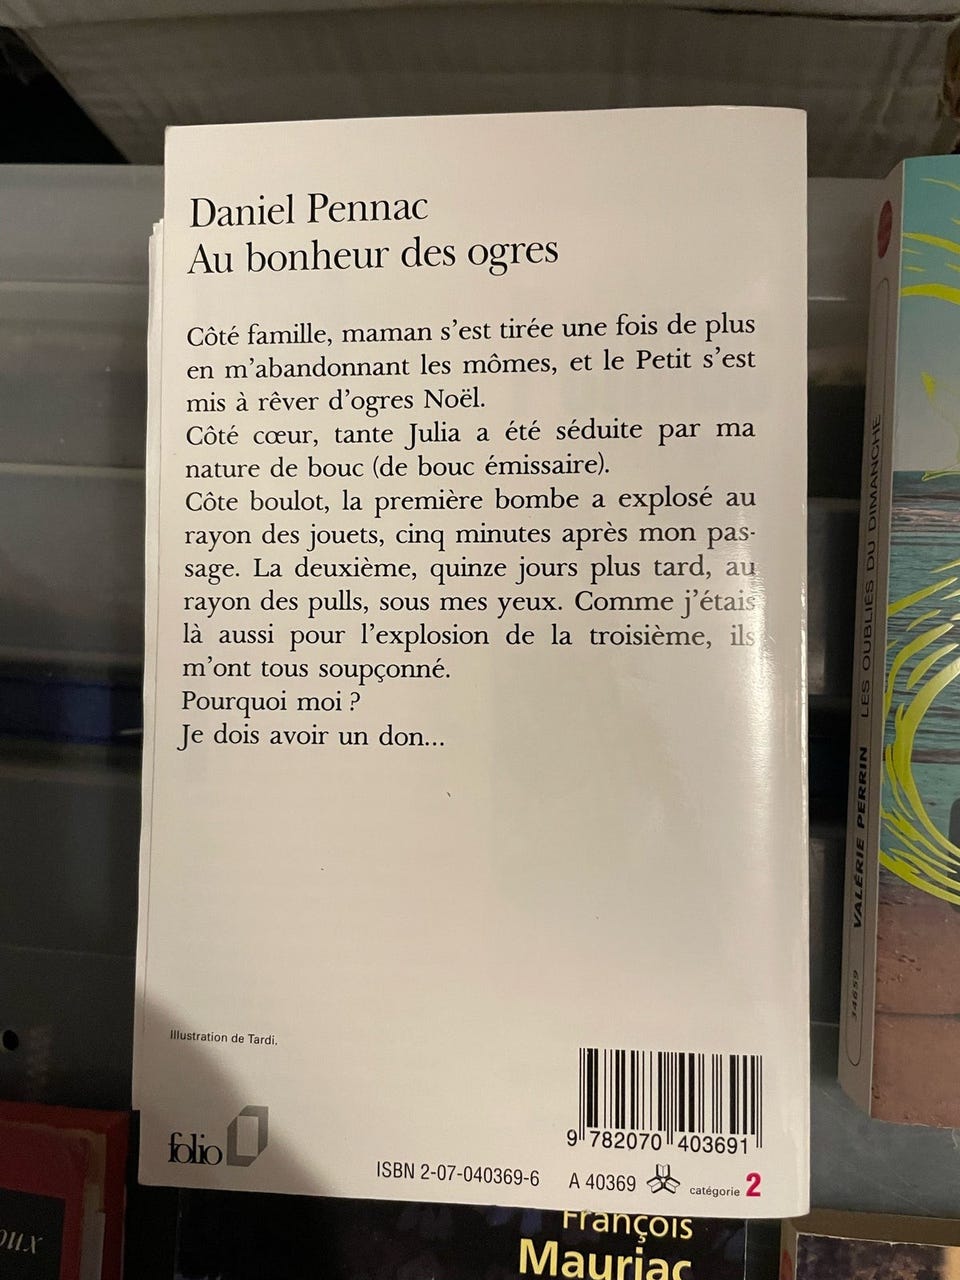 Daniel Pennac
Au bonheur des ogres
Côté famille, maman s'est tirée une fois de plus
en m'abandonnant les mômes, et le Petit s'est
mis à rêver d'ogres Noël.
Côté cœur, tante Julia a été séduite par ma
nature de bouc (de bouc émissaire).
Côte boulot, la première bombe a explosé au
rayon des jouets, cinq minutes après mon pas-
sage. La deuxième, quinze jours plus tard, au
rayon des pulls, sous mes yeux. Comme j'étais
là aussi pour l'explosion de la troisième, ils
m'ont tous soupçonné.
Pourquoi moi ?
Je dois avoir un don...
Illustration de Tardi.
folio
9 782070 403691
ISBN 2-07-040369-6 A 40369 catégorie 2
34659 VALÉRIE PERRIN LES OUBLIÉS DU DIMANCHE
François
Mauriac